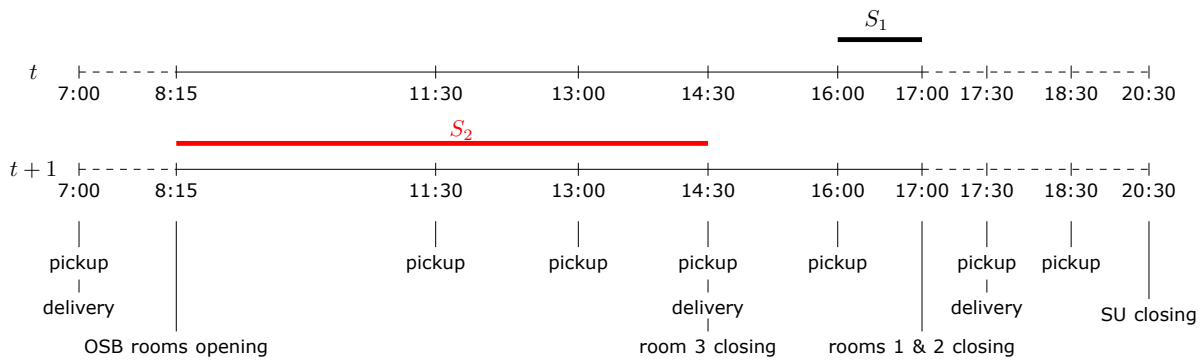 S₁
t
7:00 8:15 11:30 13:00 14:30 16:00 17:00 17:30 18:30 20:30
S₂
t + 1
7:00 8:15 11:30 13:00 14:30 16:00 17:00 17:30 18:30 20:30
pickup pickup pickup pickup pickup pickup pickup
delivery delivery delivery SU closing
OSB rooms opening room 3 closing rooms 1 & 2 closing